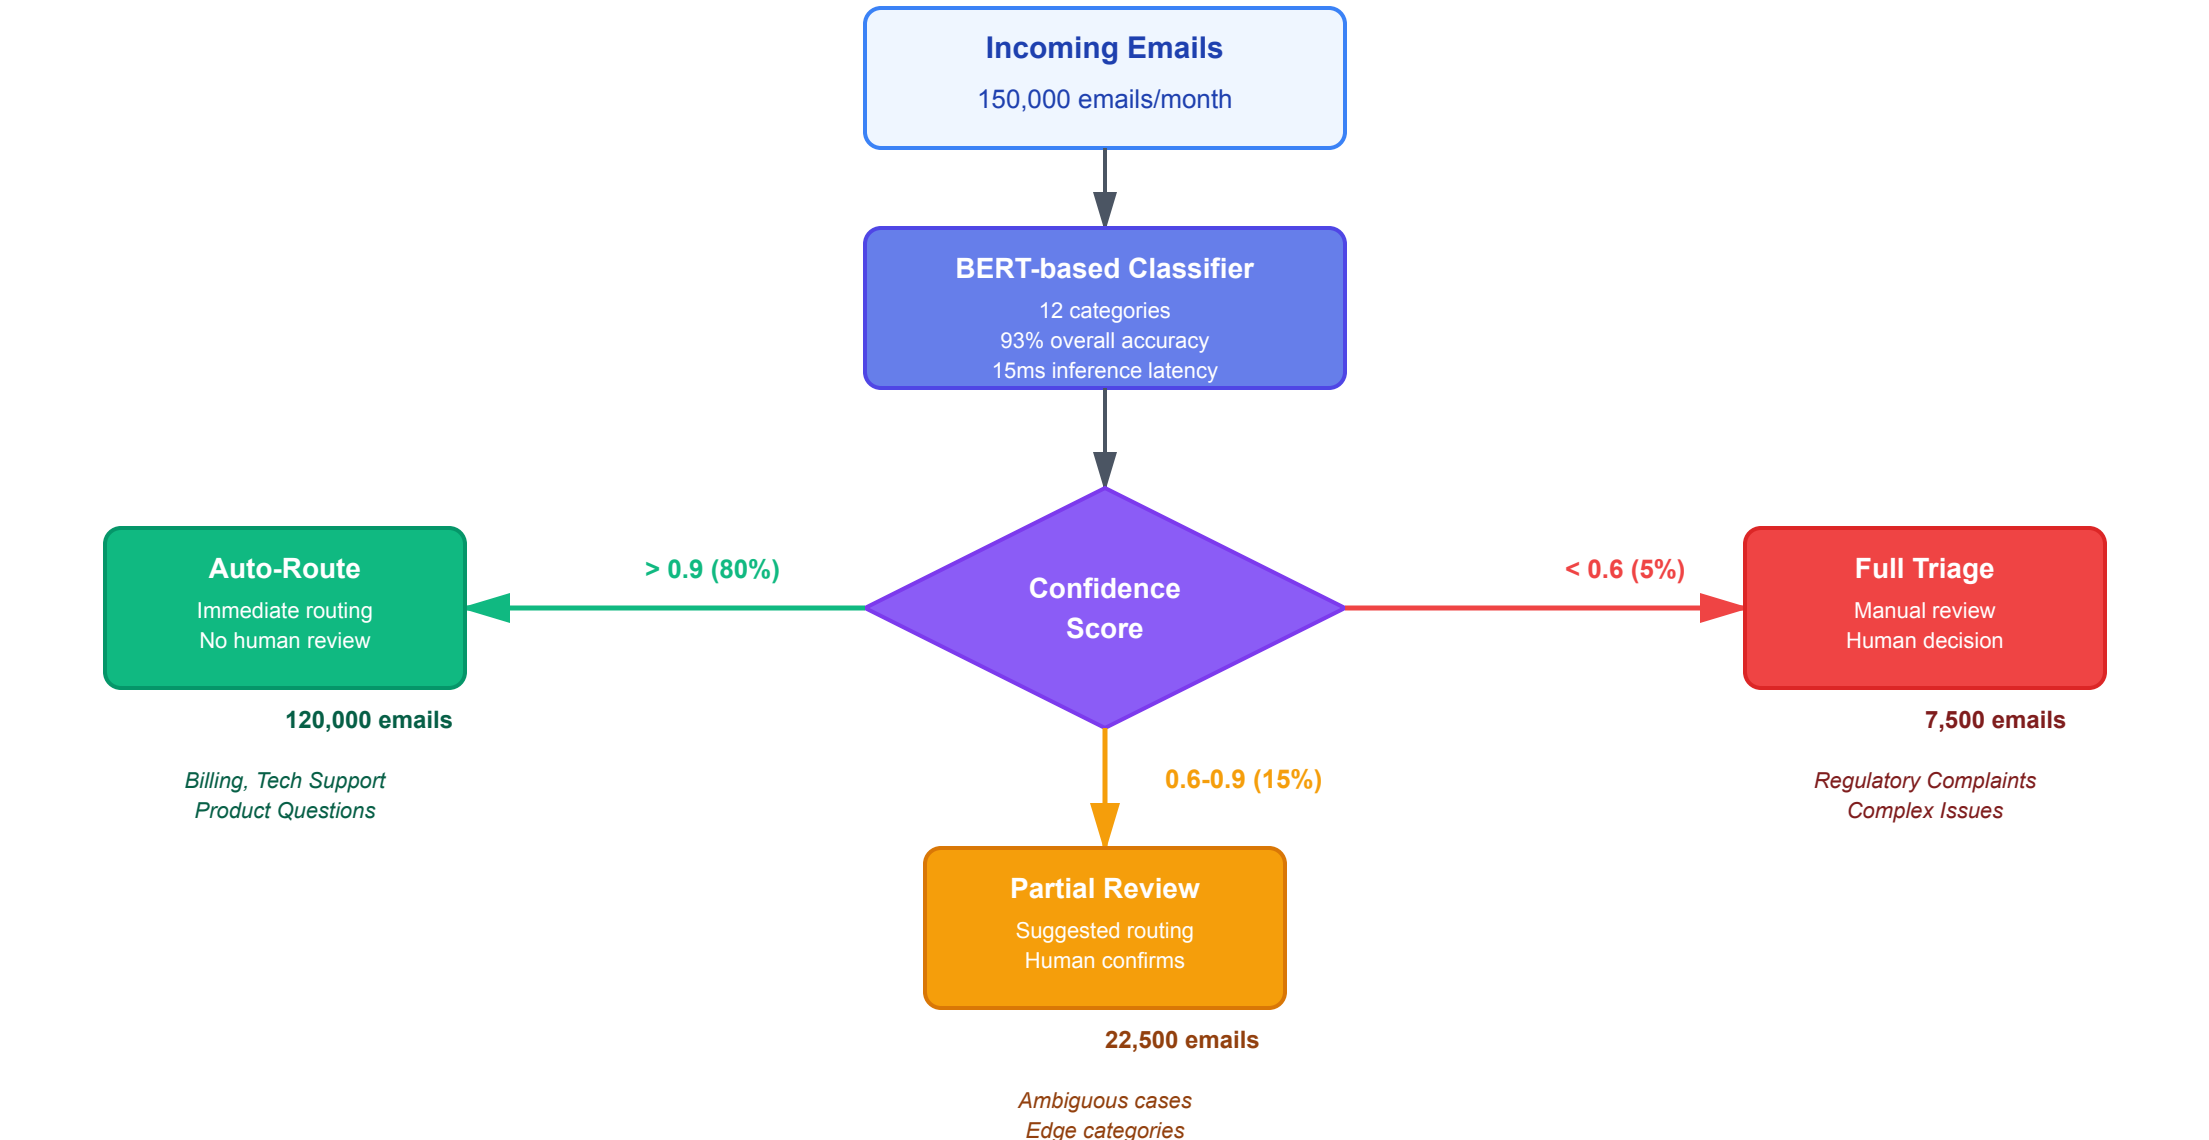 Incoming Emails
150,000 emails/month
BERT-based Classifier
12 categories
93% overall accuracy
15ms inference latency
Confidence
Score
> 0.9 (80%)
Auto-Route
Immediate routing
No human review
120,000 emails
Billing, Tech Support
Product Questions
< 0.6 (5%)
Full Triage
Manual review
Human decision
7,500 emails
Regulatory Complaints
Complex Issues
0.6-0.9 (15%)
Partial Review
Suggested routing
Human confirms
22,500 emails
Ambiguous cases
Edge categories